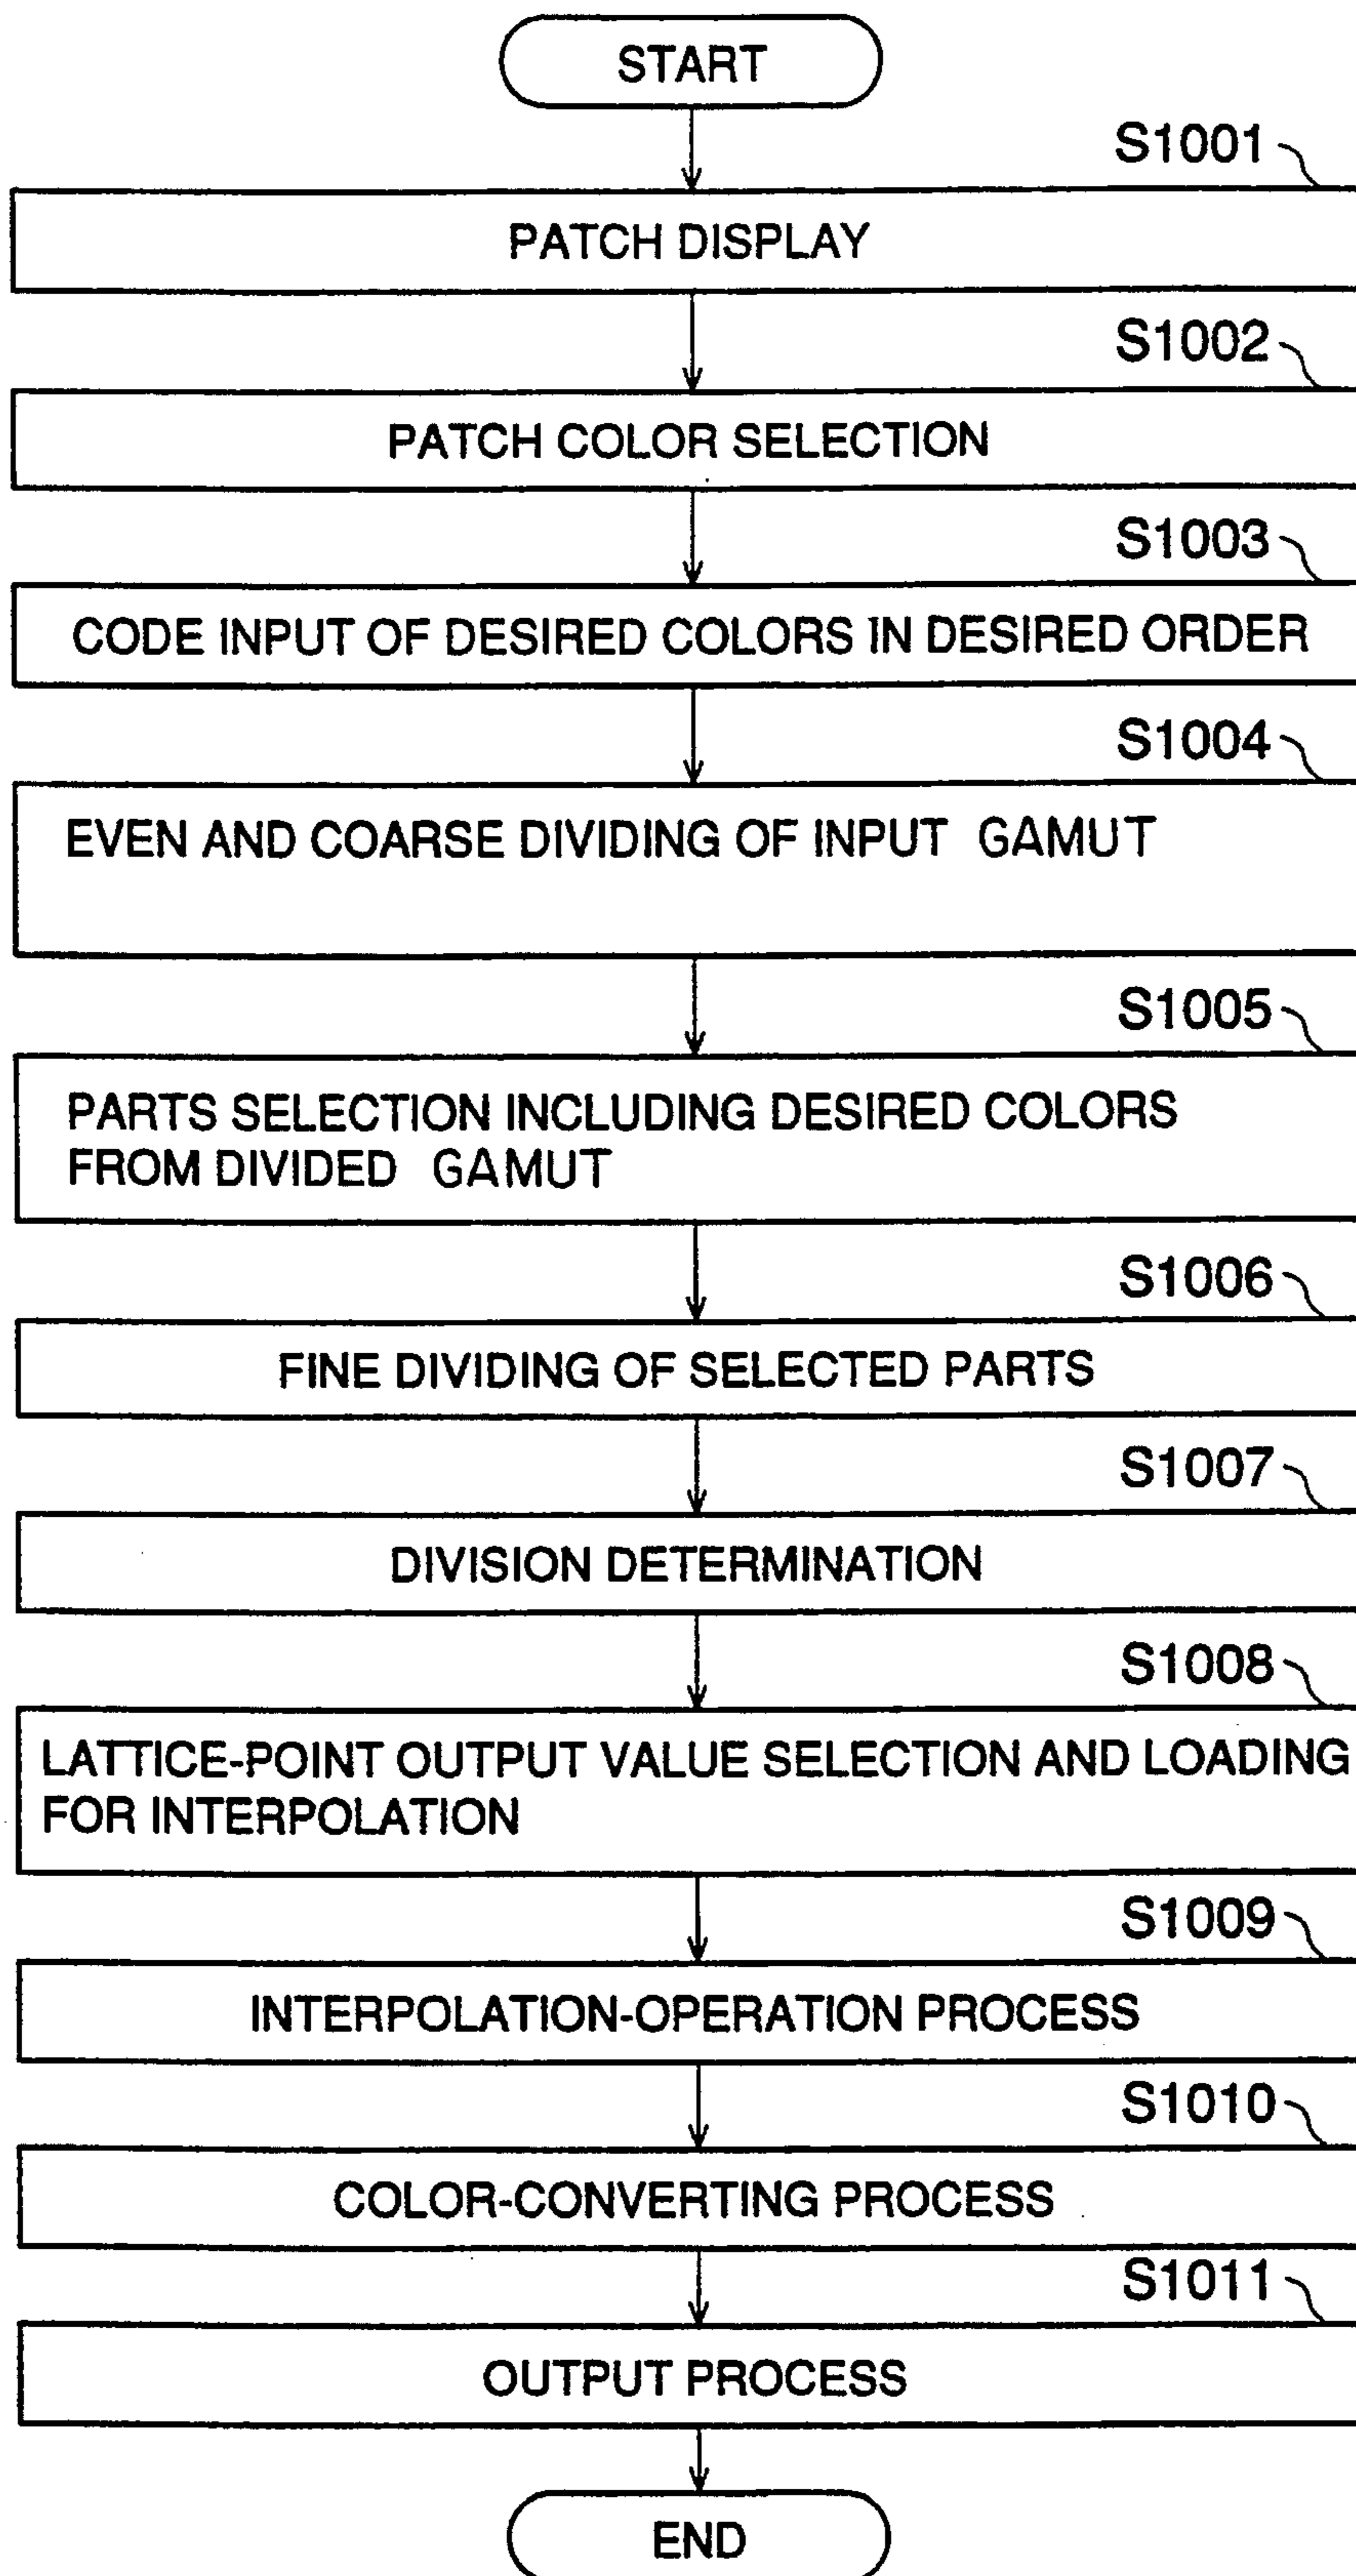 START
S1001
PATCH DISPLAY
S1002
PATCH COLOR SELECTION
S1003
CODE INPUT OF DESIRED COLORS IN DESIRED ORDER
S1004
EVEN AND COARSE DIVIDING OF INPUT GAMUT
S1005
PARTS SELECTION INCLUDING DESIRED COLORS
FROM DIVIDED GAMUT
S1006
FINE DIVIDING OF SELECTED PARTS
S1007
DIVISION DETERMINATION
S1008
LATTICE-POINT OUTPUT VALUE SELECTION AND LOADING
FOR INTERPOLATION
S1009
INTERPOLATION-OPERATION PROCESS
S1010
COLOR-CONVERTING PROCESS
S1011
OUTPUT PROCESS
END